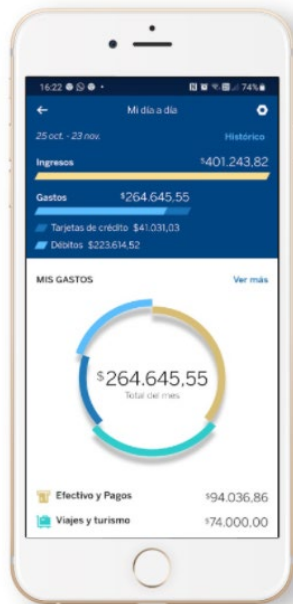 16:22 74%
Mi día a día
25 oct. - 23 nov. Histórico
Ingresos $401.243,82
Gastos $264.645,55
Tarjetas de crédito $41.031,03
Débitos $223.614,52
MIS GASTOS Ver más
$264.645,55
Total del mes
Efectivo y Pagos $94.036,86
Viajes y turismo $74.000,00